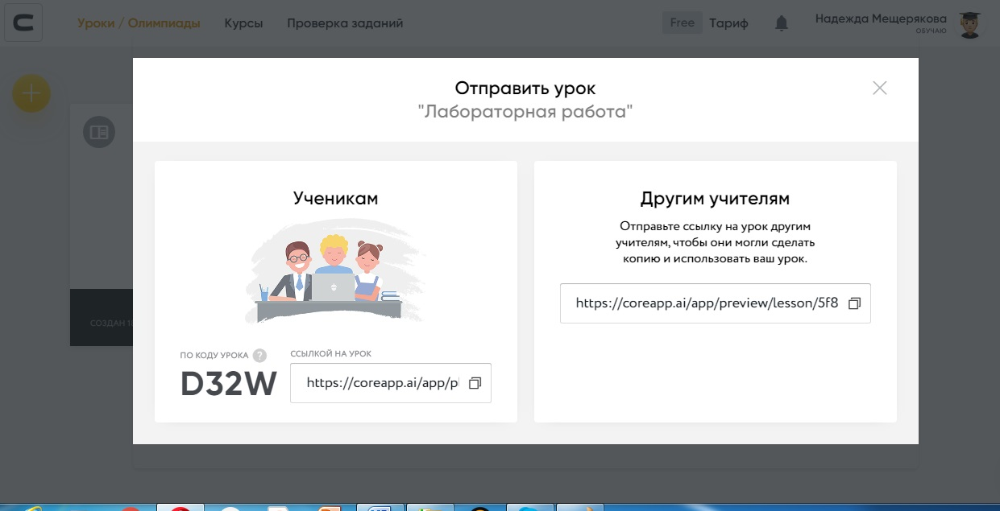 Уроки / Олимпиады Курсы Проверка заданий Free Тариф Надежда Мещерякова
ОБУЧАЮ
Отправить урок
"Лабораторная работа"
Ученикам
ПО КОДУ УРОКА ? ССЫЛКОЙ НА УРОК
D32W https://coreapp.ai/app/pl
Другим учителям
Отправьте ссылку на урок другим
учителям, чтобы они могли сделать
копию и использовать ваш урок.
https://coreapp.ai/app/preview/lesson/5f8
СОЗДАН